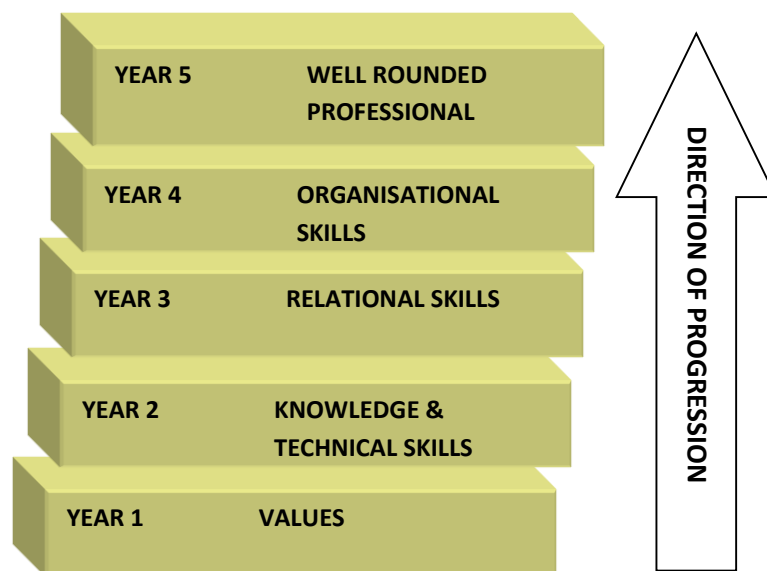 YEAR 5 WELL ROUNDED
PROFESSIONAL
YEAR 4 ORGANISATIONAL
SKILLS
YEAR 3 RELATIONAL SKILLS
YEAR 2 KNOWLEDGE &
TECHNICAL SKILLS
YEAR 1 VALUES
DIRECTION OF PROGRESSION